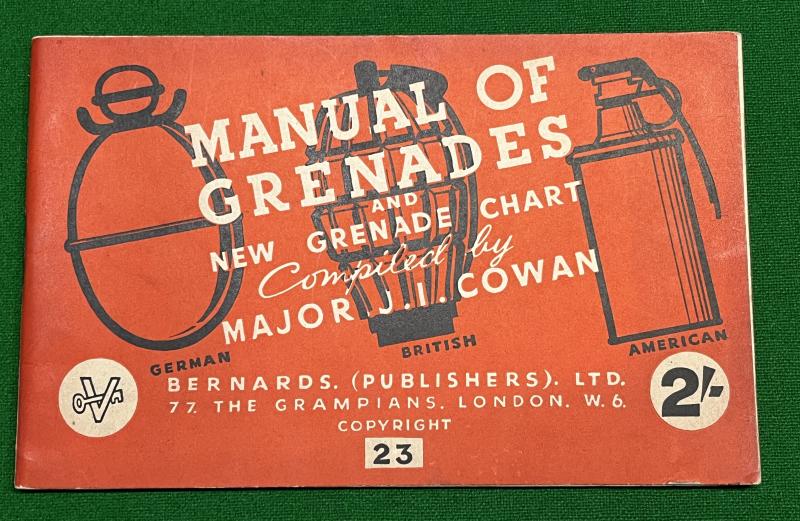 MANUAL OF
GRENADES
AND
NEW GRENADE CHART
Compiled by
MAJOR J. I. COWAN
GERMAN
BRITISH
AMERICAN
BERNARDS. (PUBLISHERS). LTD.
77. THE GRAMPIANS. LONDON. W. 6.
COPYRIGHT
23
2/-